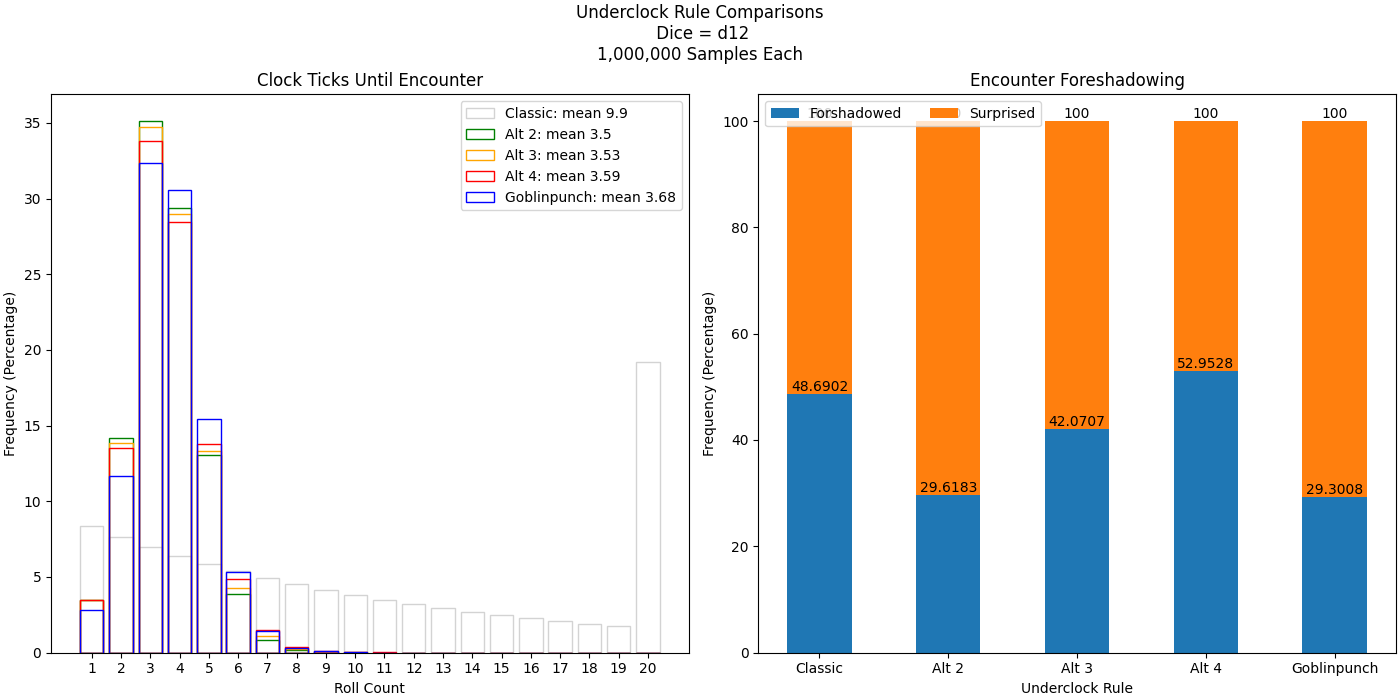 Underclock Rule Comparisons
Dice = d12
1,000,000 Samples Each
Clock Ticks Until Encounter
Frequency (Percentage)
35
30
25
20
15
10
5
0
Classic: mean 9.9
Alt 2: mean 3.5
Alt 3: mean 3.53
Alt 4: mean 3.59
Goblinpunch: mean 3.68
1 2 3 4 5 6 7 8 9 10 11 12 13 14 15 16 17 18 19 20
Roll Count
Encounter Foreshadowing
Frequency (Percentage)
100
80
60
40
20
0
Forshadowed Surprised
100 100 100
48.6902
29.6183
42.0707
52.9528
29.3008
Classic Alt 2 Alt 3 Alt 4 Goblinpunch
Underclock Rule